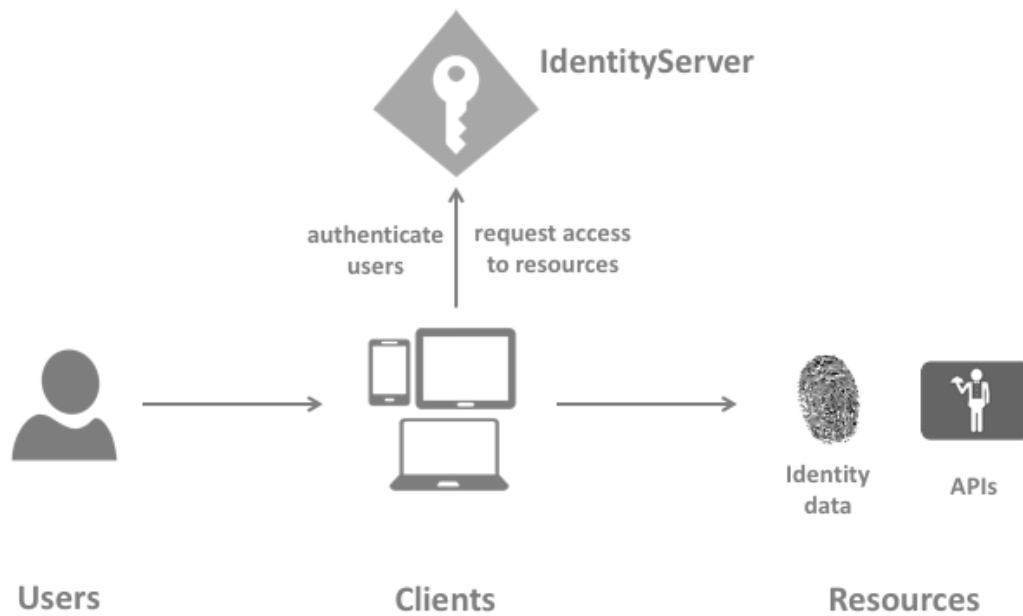 IdentityServer
authenticate
users
request access
to resources
Identity
data
APIs
Users
Clients
Resources